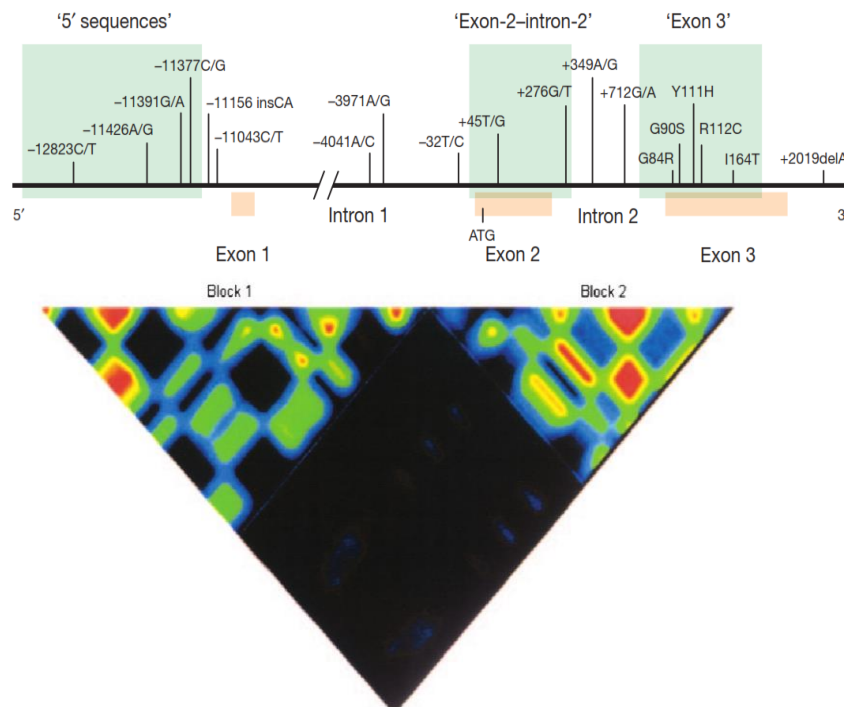 ‘5′ sequences’
‘Exon-2–intron-2’
‘Exon 3’
–11377C/G
+349A/G
–11391G/A
–11156 insCA
–3971A/G
+276G/T
+712G/A
Y111H
–11426A/G
–11043C/T
+45T/G
G90S
R112C
–12823C/T
–4041A/C
–32T/C
G84R
I164T
+2019delA
5′
Intron 1
ATG
Intron 2
Exon 1
Exon 2
Exon 3
Block 1
Block 2